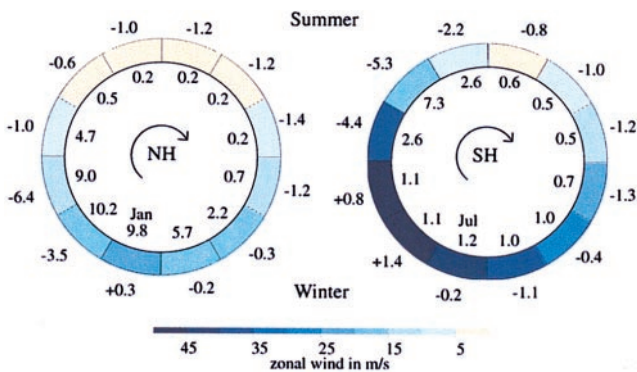 Summer
-1.0 -1.2 -2.2 -0.8
-0.6 -1.2 -5.3 -1.0
0.2 0.2 2.6 0.6
0.5 0.2 7.3 0.5
-1.0 -1.4 -4.4 -1.2
4.7 0.2 2.6 0.5
NH SH
9.0 0.7 1.1 0.7
-6.4 -1.2 +0.8 -1.3
10.2 Jan 2.2 1.1 Jul 1.0
9.8 5.7 1.2 1.0
-3.5 -0.3 +1.4 -0.4
+0.3 -0.2 -0.2 -1.1
Winter
45 35 25 15 5
zonal wind in m/s